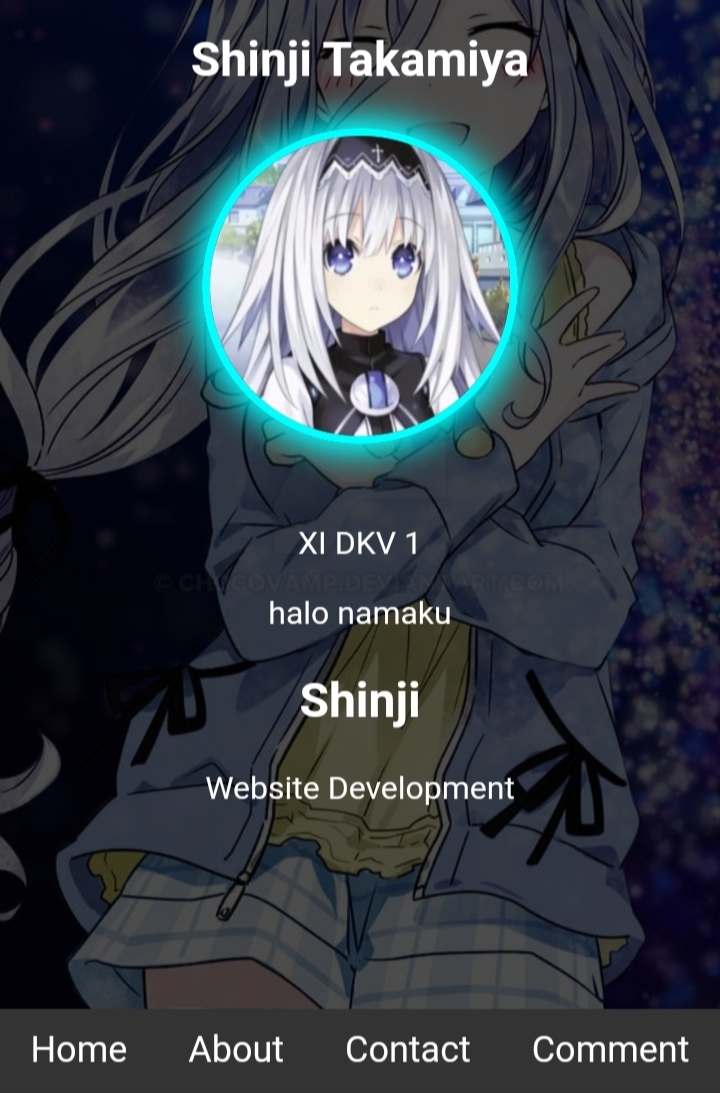 Shinji Takamiya
XI DKV 1
halo namaku
Shinji
Website Development
Home
About
Contact
Comment